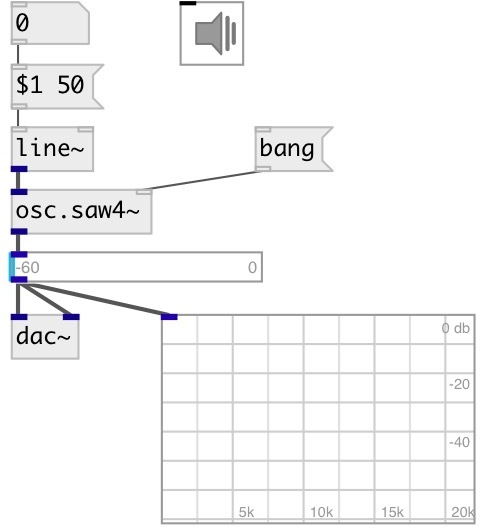 0
$1 50
line~
bang
osc.saw4~
-60 0
dac~
0 db
-20
-40
5k 10k 15k 20k